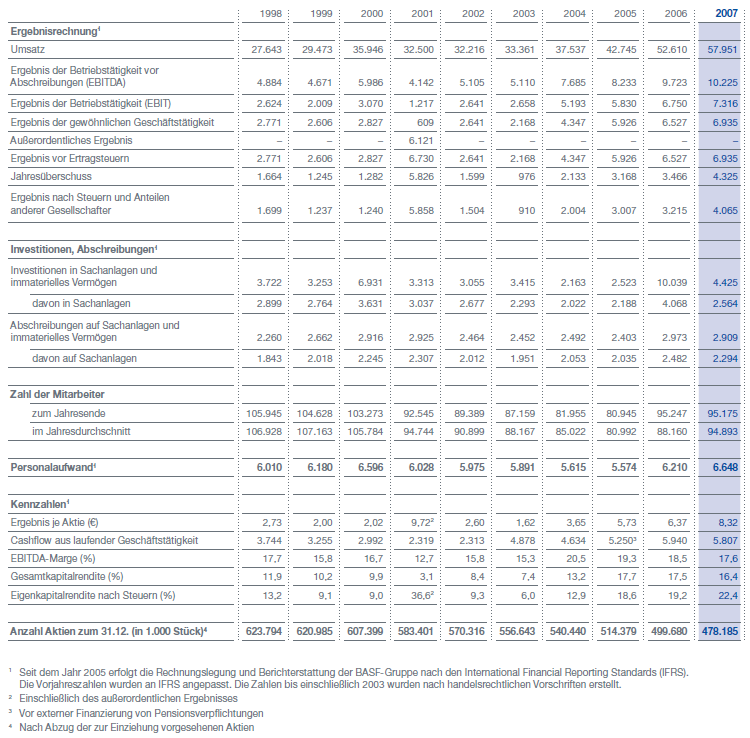 1998 1999 2000 2001 2002 2003 2004 2005 2006 2007
Ergebnisrechnung¹
Umsatz 27.643 29.473 35.946 32.500 32.216 33.361 37.537 42.745 52.610 57.951
Ergebnis der Betriebstätigkeit vor
Abschreibungen (EBITDA) 4.884 4.671 5.986 4.142 5.105 5.110 7.685 8.233 9.723 10.225
Ergebnis der Betriebstätigkeit (EBIT) 2.624 2.009 3.070 1.217 2.641 2.658 5.193 5.830 6.750 7.316
Ergebnis der gewöhnlichen Geschäftstätigkeit 2.771 2.606 2.827 609 2.641 2.168 4.347 5.926 6.527 6.935
Außerordentliches Ergebnis – – – 6.121 – – – – – –
Ergebnis vor Ertragsteuern 2.771 2.606 2.827 6.730 2.641 2.168 4.347 5.926 6.527 6.935
Jahresüberschuss 1.664 1.245 1.282 5.826 1.599 976 2.133 3.168 3.466 4.325
Ergebnis nach Steuern und Anteilen
anderer Gesellschafter 1.699 1.237 1.240 5.858 1.504 910 2.004 3.007 3.215 4.065
Investitionen, Abschreibungen¹
Investitionen in Sachanlagen und
immaterielles Vermögen 3.722 3.253 6.931 3.313 3.055 3.415 2.163 2.523 10.039 4.425
davon in Sachanlagen 2.899 2.764 3.631 3.037 2.677 2.293 2.022 2.188 4.068 2.564
Abschreibungen auf Sachanlagen und
immaterielles Vermögen 2.260 2.662 2.916 2.925 2.464 2.452 2.492 2.403 2.973 2.909
davon auf Sachanlagen 1.843 2.018 2.245 2.307 2.012 1.951 2.053 2.035 2.482 2.294
Zahl der Mitarbeiter
zum Jahresende 105.945 104.628 103.273 92.545 89.389 87.159 81.955 80.945 95.247 95.175
im Jahresdurchschnitt 106.928 107.163 105.784 94.744 90.899 88.167 85.022 80.992 88.160 94.893
Personalaufwand¹ 6.010 6.180 6.596 6.028 5.975 5.891 5.615 5.574 6.210 6.648
Kennzahlen¹
Ergebnis je Aktie (€) 2,73 2,00 2,02 9,72² 2,60 1,62 3,65 5,73 6,37 8,32
Cashflow aus laufender Geschäftstätigkeit 3.744 3.255 2.992 2.319 2.313 4.878 4.634 5.250³ 5.940 5.807
EBITDA-Marge (%) 17,7 15,8 16,7 12,7 15,8 15,3 20,5 19,3 18,5 17,6
Gesamtkapitalrendite (%) 11,9 10,2 9,9 3,1 8,4 7,4 13,2 17,7 17,5 16,4
Eigenkapitalrendite nach Steuern (%) 13,2 9,1 9,0 36,6² 9,3 6,0 12,9 18,6 19,2 22,4
Anzahl Aktien zum 31.12. (in 1.000 Stück)⁴ 623.794 620.985 607.399 583.401 570.316 556.643 540.440 514.379 499.680 478.185
¹ Seit dem Jahr 2005 erfolgt die Rechnungslegung und Berichterstattung der BASF-Gruppe nach den International Financial Reporting Standards (IFRS).
Die Vorjahreszahlen wurden an IFRS angepasst. Die Zahlen bis einschließlich 2003 wurden nach handelsrechtlichen Vorschriften erstellt.
² Einschließlich des außerordentlichen Ergebnisses
³ Vor externer Finanzierung von Pensionsverpflichtungen
⁴ Nach Abzug der zur Einziehung vorgesehenen Aktien